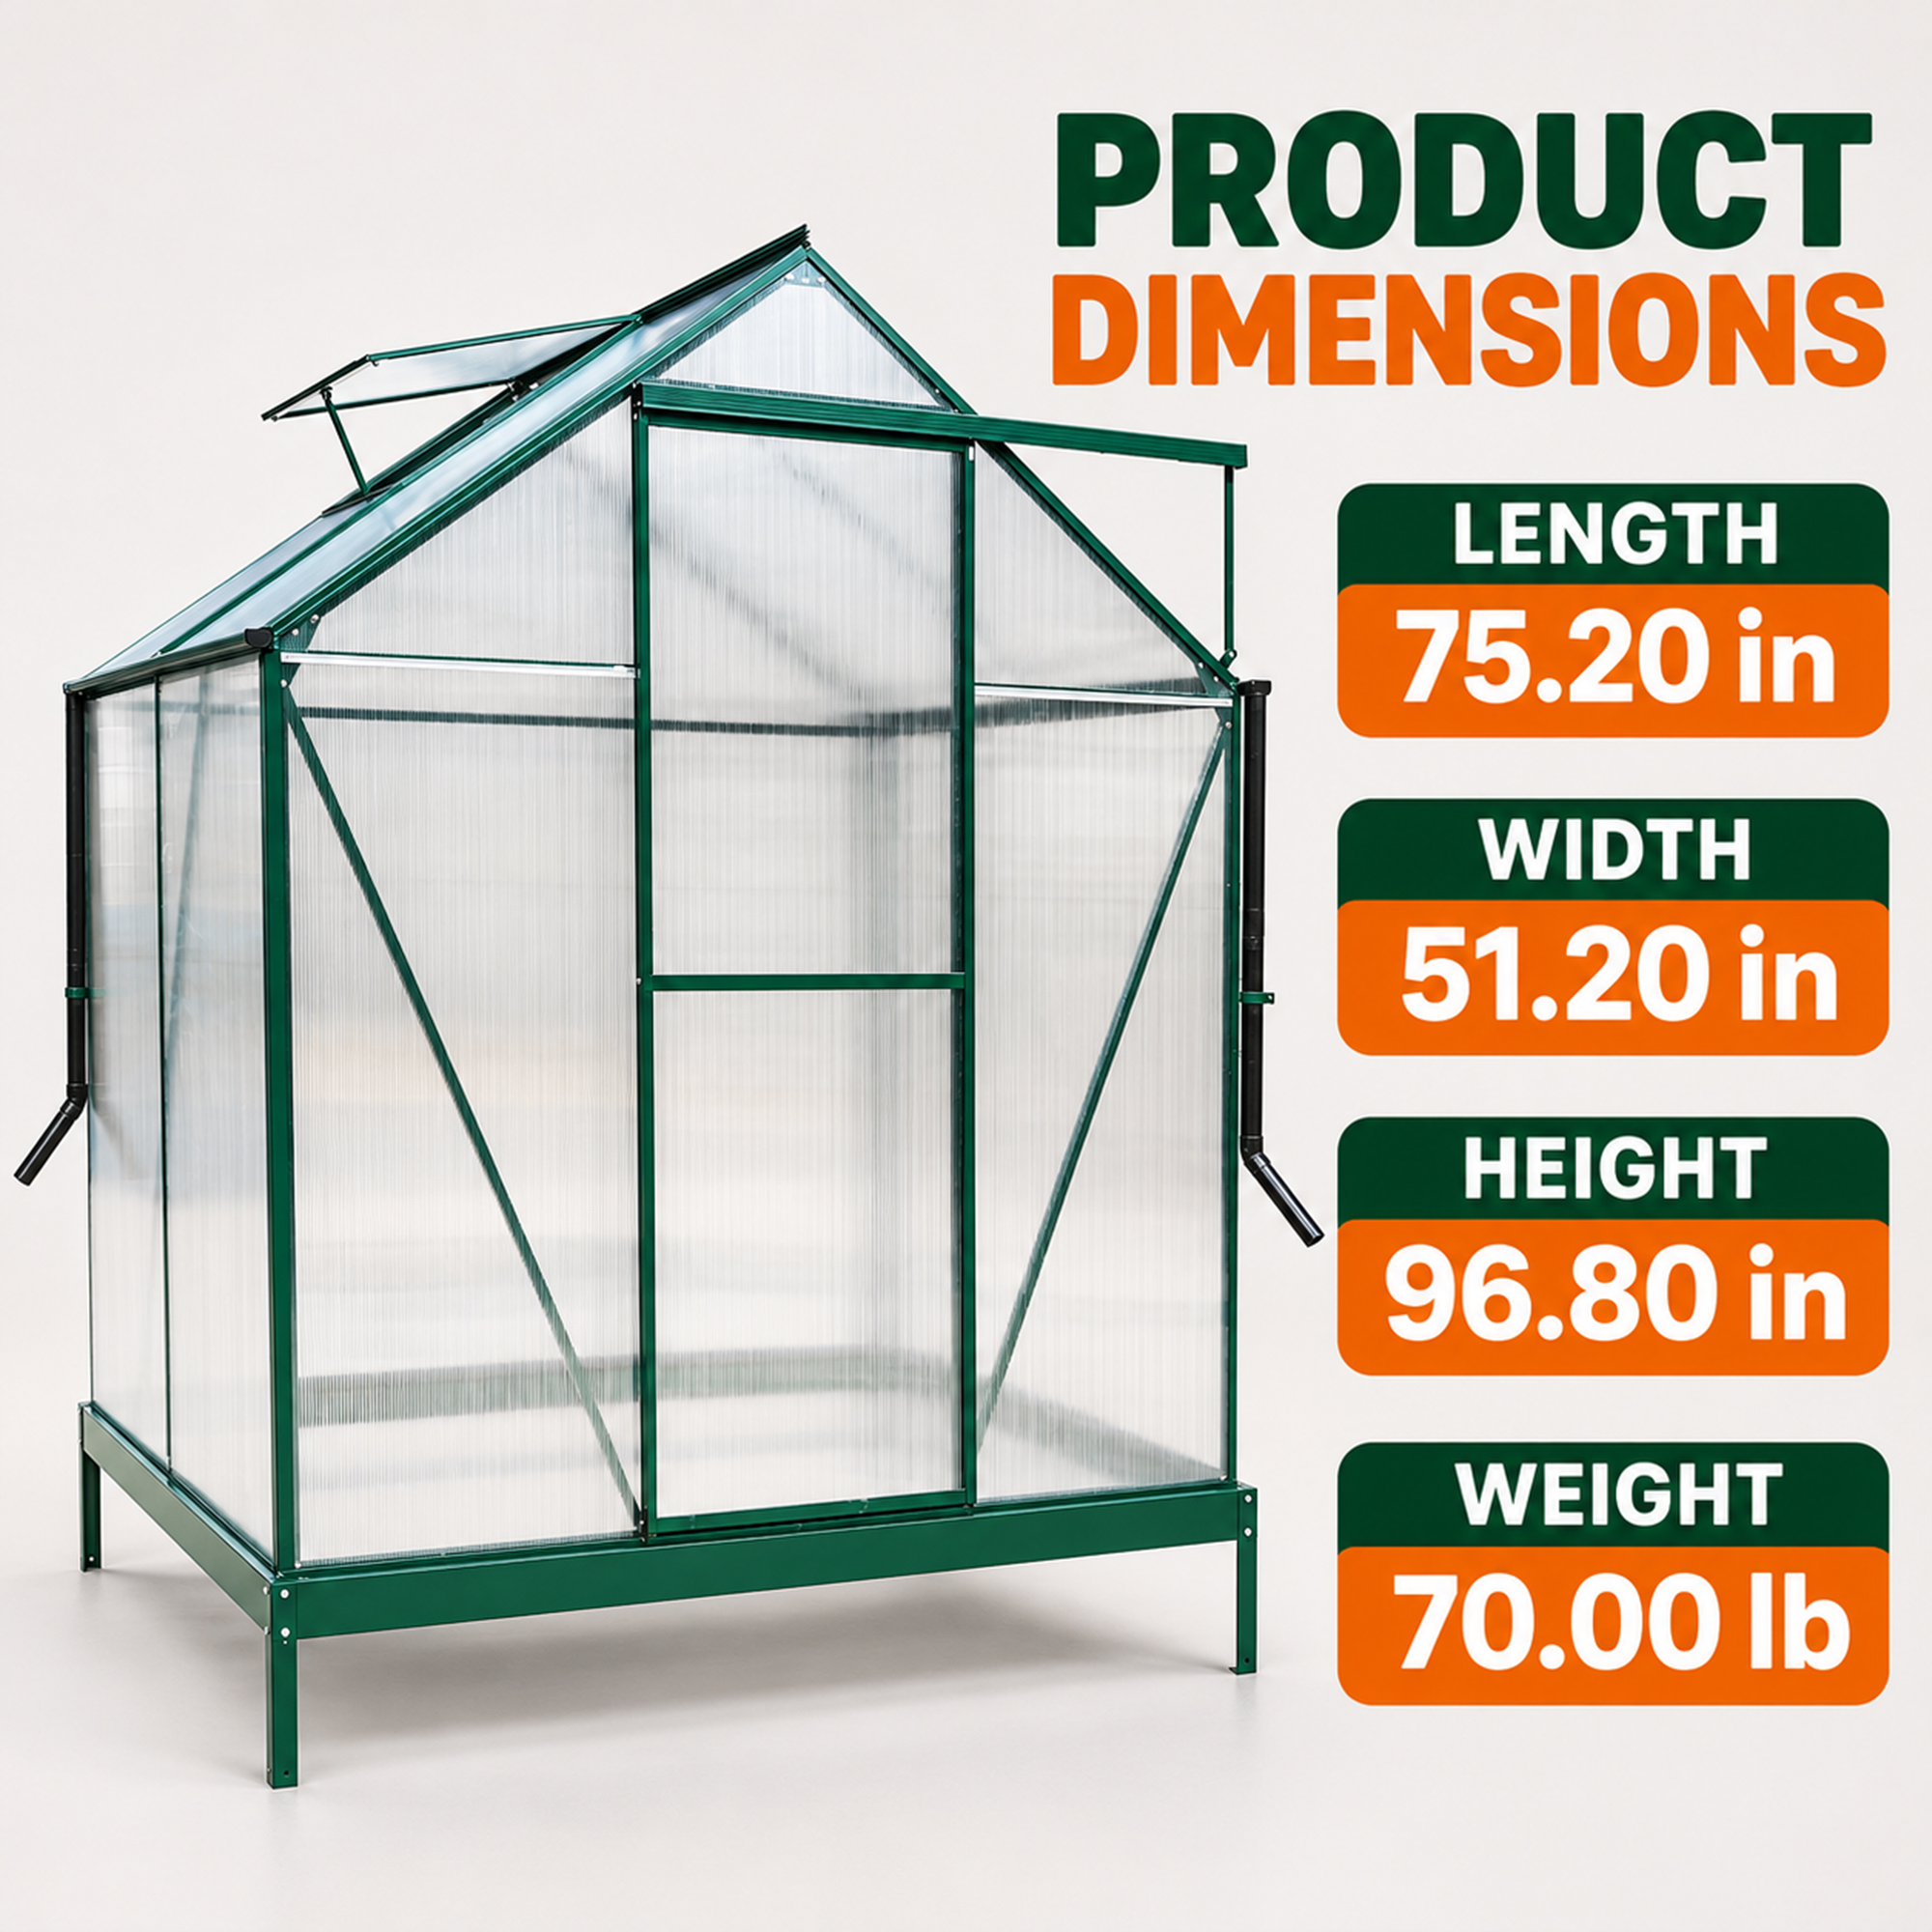 PRODUCT
DIMENSIONS
LENGTH
75.20 in
WIDTH
51.20 in
HEIGHT
96.80 in
WEIGHT
70.00 lb